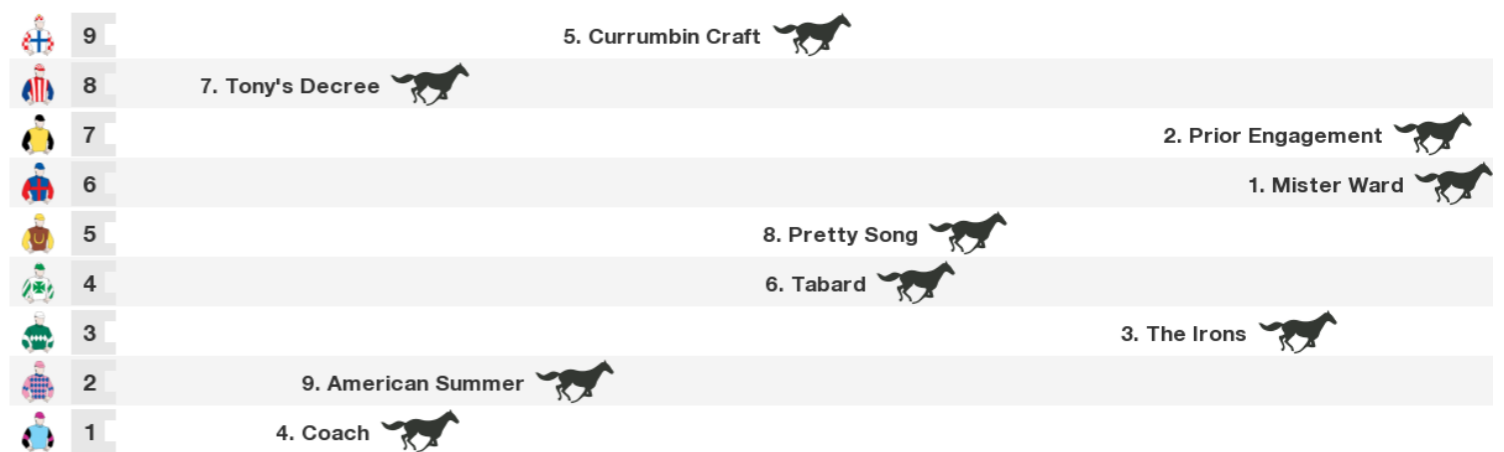 9 5. Currumbin Craft
8 7. Tony's Decree
7 2. Prior Engagement
6 1. Mister Ward
5 8. Pretty Song
4 6. Tabard
3 3. The Irons
2 9. American Summer
1 4. Coach